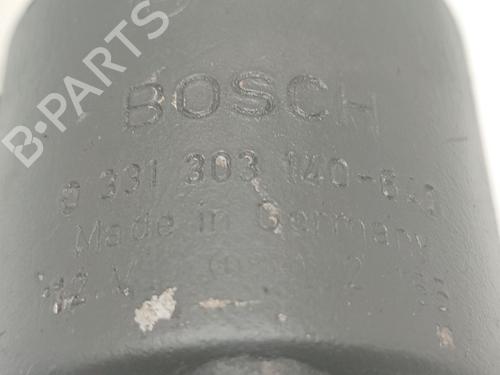 B-PARTS
BOSCH
0 331 303 140-
Made in Germany
12 V